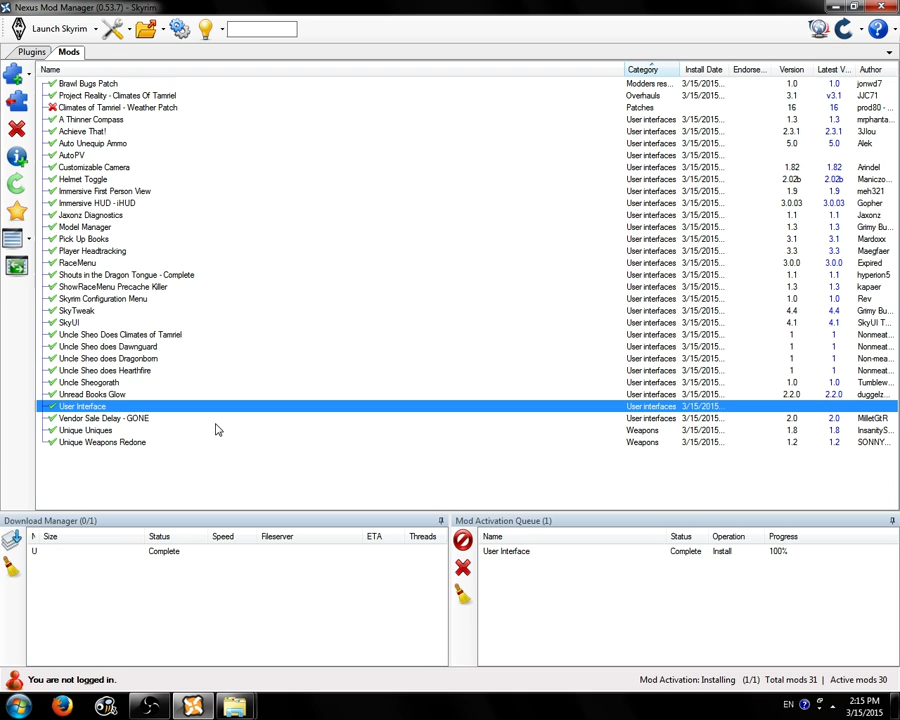 Nexus Mod Manager (0.53.7) - Skyrim
Launch Skyrim
Plugins Mods
Name Category Install Date Endorse... Version Latest V... Author
Brawl Bugs Patch Modders res... 3/15/2015... 1.0 1.0 jonwd7
Project Reality - Climates Of Tamriel Overhauls 3/15/2015... 3.1 v3.1 JJC71
Climates of Tamriel - Weather Patch Patches 16 16 prod80 - ...
A Thinner Compass User interfaces 3/15/2015... 1.3 1.3 mrphanta...
Achieve That! User interfaces 3/15/2015... 2.3.1 2.3.1 3Jlou
Auto Unequip Ammo User interfaces 3/15/2015... 5.0 5.0 Alek
AutoPV User interfaces 3/15/2015...
Customizable Camera User interfaces 3/15/2015... 1.82 1.82 Arindel
Helmet Toggle User interfaces 3/15/2015... 2.02b 2.02b Maniczo...
Immersive First Person View User interfaces 3/15/2015... 1.9 1.9 meh321
Immersive HUD - iHUD User interfaces 3/15/2015... 3.0.03 3.0.03 Gopher
Jaxonz Diagnostics User interfaces 3/15/2015... 1.1 1.1 Jaxonz
Model Manager User interfaces 3/15/2015... 1.3 1.3 Grimy Bu...
Pick Up Books User interfaces 3/15/2015... 3.1 3.1 Mardoxx
Player Headtracking User interfaces 3/15/2015... 3.3 3.3 Maegfaer
RaceMenu User interfaces 3/15/2015... 3.0.0 3.0.0 Expired
Shouts in the Dragon Tongue - Complete User interfaces 3/15/2015... 1.1 1.1 hyperion5
ShowRaceMenu Precache Killer User interfaces 3/15/2015... 1.3 1.3 kapaer
Skyrim Configuration Menu User interfaces 3/15/2015... 1.0 1.0 Rev
SkyTweak User interfaces 3/15/2015... 4.4 4.4 Grimy Bu...
SkyUI User interfaces 3/15/2015... 4.1 4.1 SkyUI T...
Uncle Sheo Does Climates of Tamriel User interfaces 3/15/2015... 1 1 Nonmeat...
Uncle Sheo does Dawnguard User interfaces 3/15/2015... 1 1 Nonmeat...
Uncle Sheo does Dragonborn User interfaces 3/15/2015... 1 1 Non-mea...
Uncle Sheo does Hearthfire User interfaces 3/15/2015... 1 1 Nonmeat...
Uncle Sheogorath User interfaces 3/15/2015... 1.0 1.0 Tumblew...
Unread Books Glow User interfaces 3/15/2015... 2.2.0 2.2.0 duggelz...
User Interface User interfaces 3/15/2015...
Vendor Sale Delay - GONE User interfaces 3/15/2015... 2.0 2.0 MilletGtR
Unique Uniques Weapons 3/15/2015... 1.8 1.8 InsanityS...
Unique Weapons Redone Weapons 3/15/2015... 1.2 1.2 SONNY...
Download Manager (0/1) Mod Activation Queue (1)
N Size Status Speed Fileserver ETA Threads Name Status Operation Progress
U Complete User Interface Complete Install 100%
You are not logged in. Mod Activation: Installing (1/1) Total mods 31 | Active mods 30
EN 2:15 PM
3/15/2015